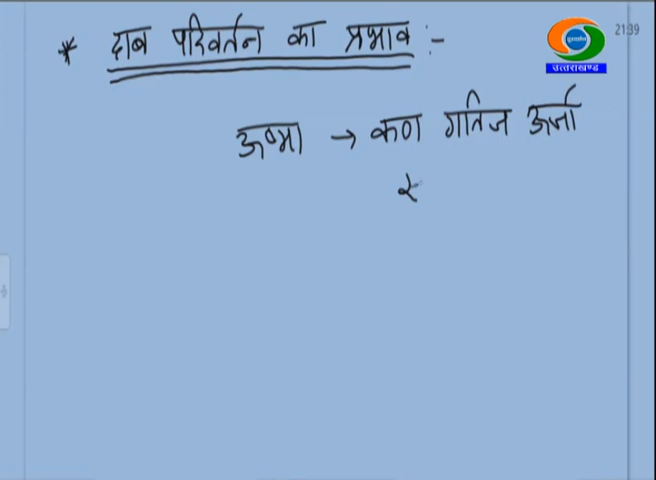 * दाब परिवर्तन का प्रभाव :-
21:39
उत्तराखण्ड
ऊष्मा → कण गतिज ऊर्जा